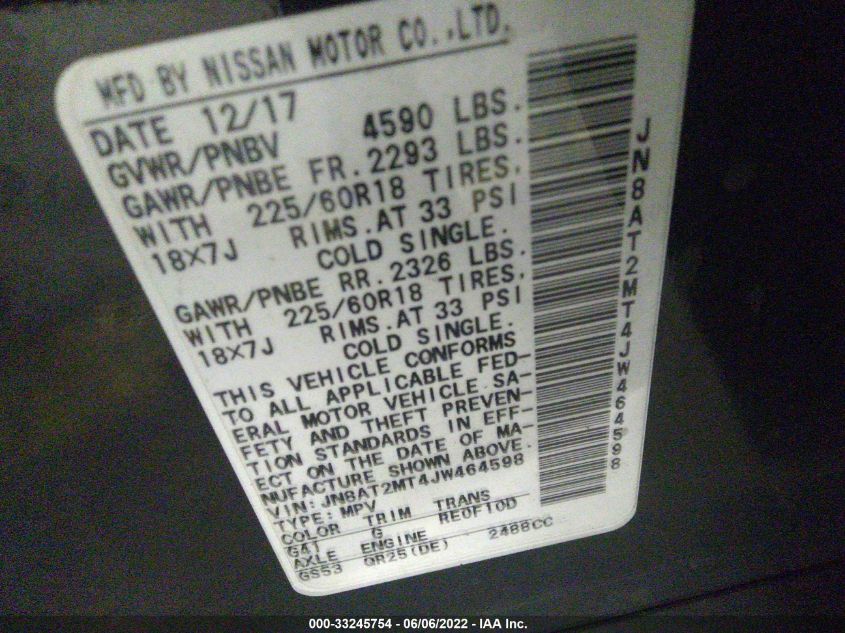 MFD BY NISSAN MOTOR CO.,LTD.
DATE 12/17
GVWR/PNBV 4590 LBS.
GAWR/PNBE FR. 2293 LBS.
WITH 225/60R18 TIRES,
18X7J RIMS.AT 33 PSI
COLD SINGLE.
GAWR/PNBE RR. 2326 LBS.
WITH 225/60R18 TIRES,
18X7J RIMS.AT 33 PSI
COLD SINGLE.
THIS VEHICLE CONFORMS
TO ALL APPLICABLE FED-
ERAL MOTOR VEHICLE SA-
FETY AND THEFT PREVEN-
TION STANDARDS IN EFF-
ECT ON THE DATE OF MA-
NUFACTURE SHOWN ABOVE.
VIN: JN8AT2MT4JW464598
TYPE: MPV
COLOR TRIM TRANS
G41 G RE0F10D
AXLE ENGINE
GS53 QR25(DE) 2488CC
JN8AT2MT4JW464598
000-33245754 - 06/06/2022 - IAA Inc.